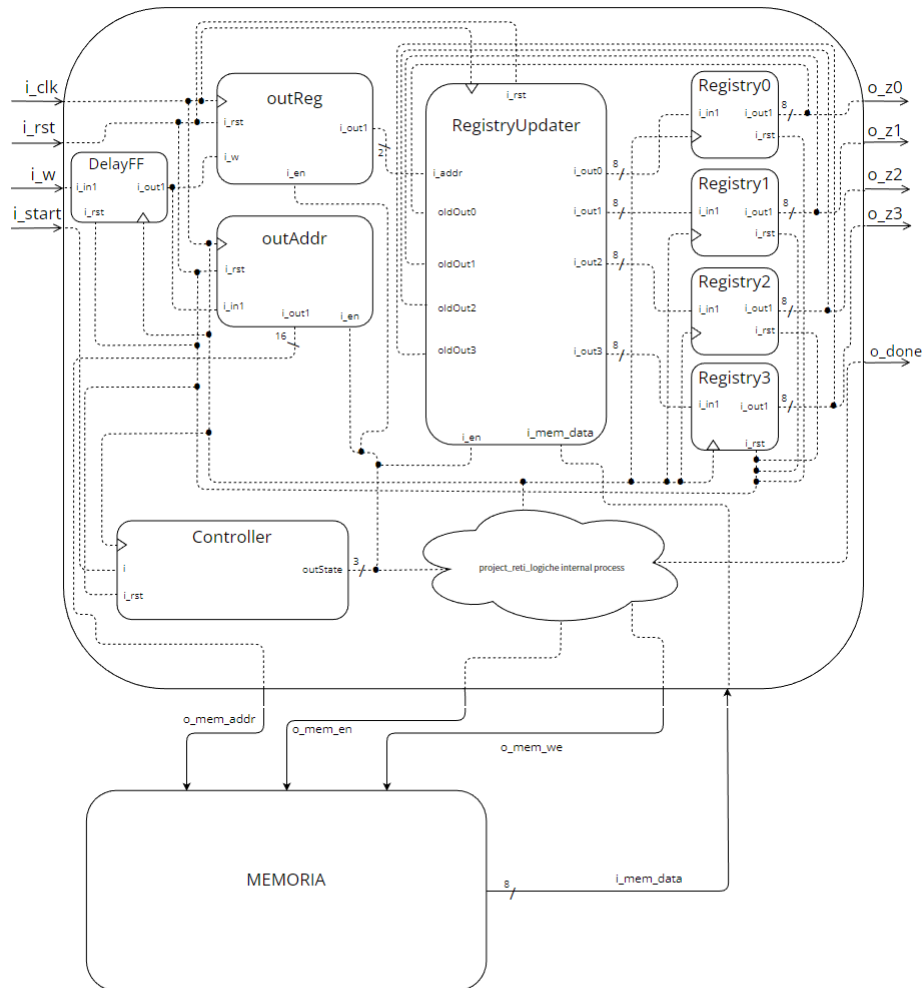 i_clk
i_rst
i_w
i_start
DelayFF
i_in1
i_out1
i_rst
outReg
i_rst
i_out1
i_w
i_en
2
outAddr
i_rst
i_in1
i_out1
i_en
16
i_rst
RegistryUpdater
i_addr
oldOut0
oldOut1
oldOut2
oldOut3
i_out0
8
i_out1
8
i_out2
8
i_out3
8
i_en
i_mem_data
Registry0
i_in1
i_out1
8
i_rst
Registry1
i_in1
i_out1
8
i_rst
Registry2
i_in1
i_out1
8
i_rst
Registry3
i_in1
i_out1
8
i_rst
o_z0
o_z1
o_z2
o_z3
o_done
Controller
i
i_rst
outState
3
project_reti_logiche internal process
o_mem_addr
o_mem_en
o_mem_we
MEMORIA
8
i_mem_data